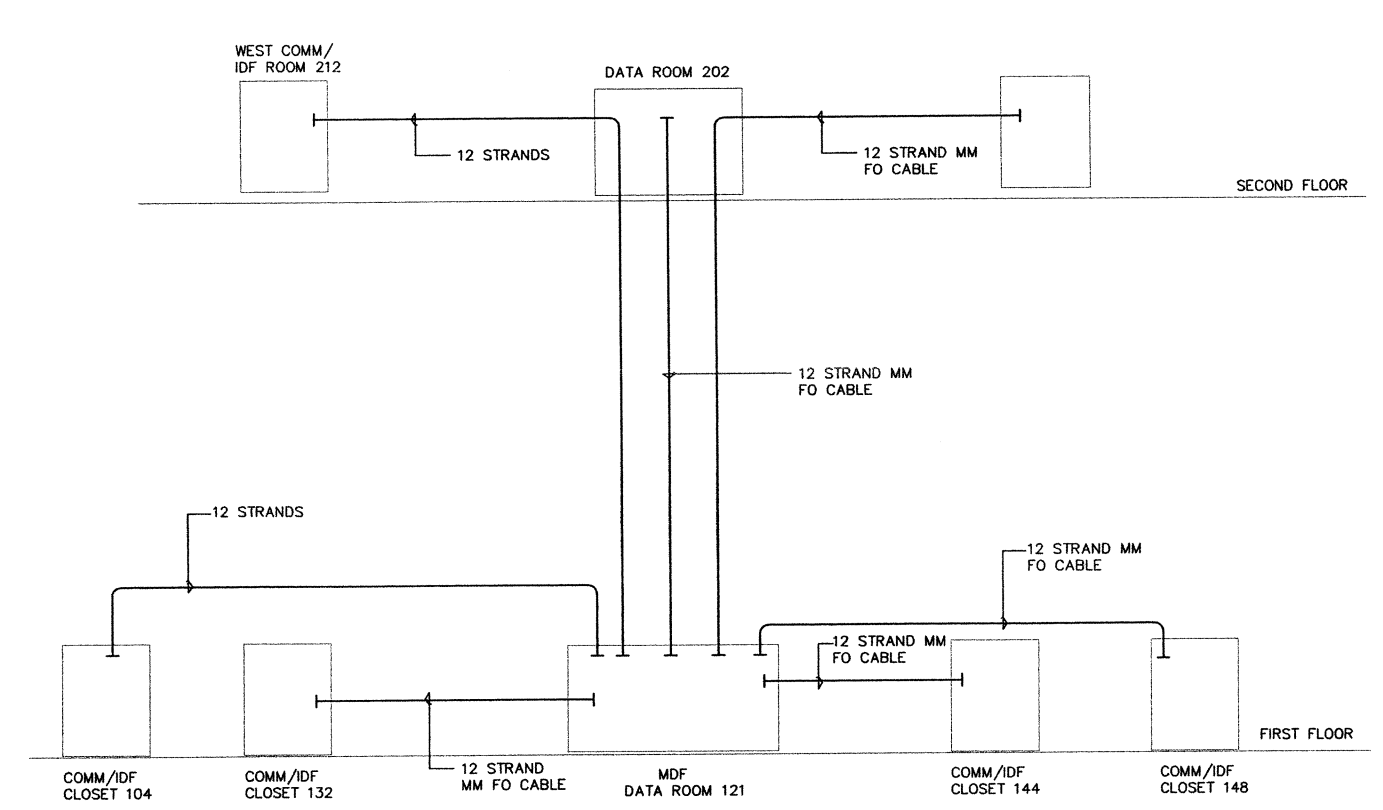 WEST COMM/
IDF ROOM 212
DATA ROOM 202
12 STRANDS
12 STRAND MM
FO CABLE
SECOND FLOOR
12 STRAND MM
FO CABLE
12 STRANDS
12 STRAND MM
FO CABLE
12 STRAND MM
FO CABLE
FIRST FLOOR
12 STRAND
MM FO CABLE
COMM/IDF
CLOSET 104
COMM/IDF
CLOSET 132
MDF
DATA ROOM 121
COMM/IDF
CLOSET 144
COMM/IDF
CLOSET 148